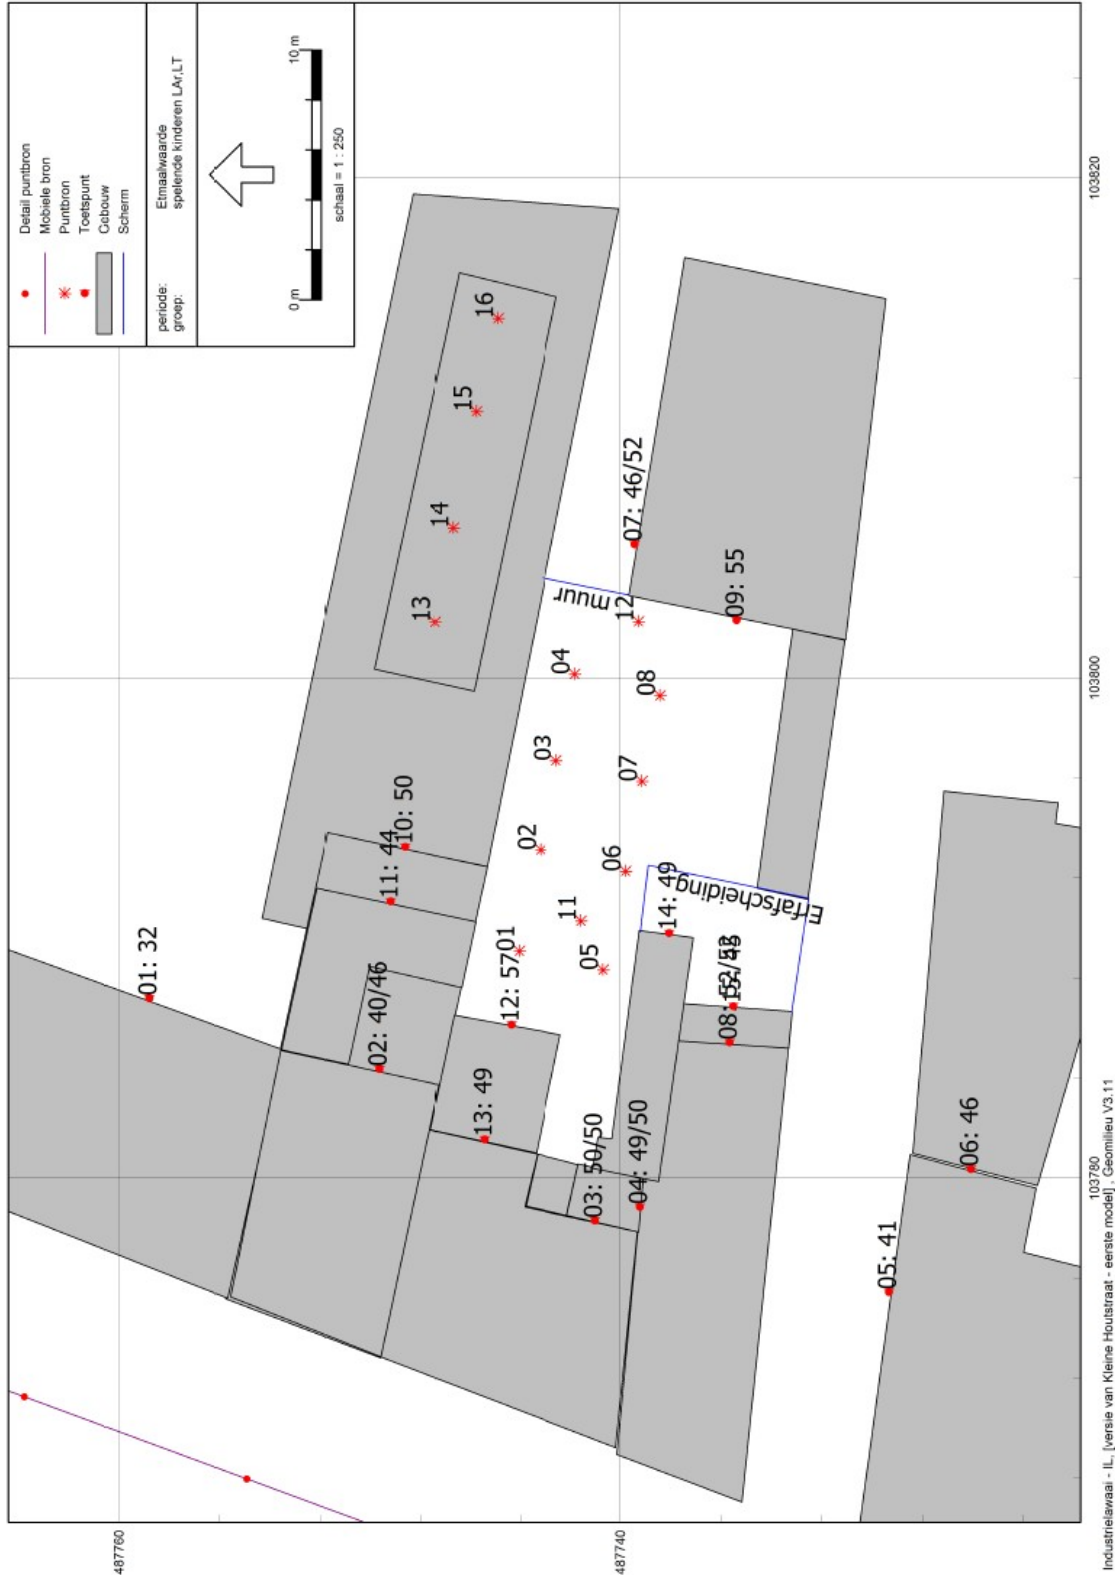 Detail puntbron
Mobiele bron
Puntbron
Toetspunt
Gebouw
Scherm
periode: Etmaalwaarde
groep: spelende kinderen LAr,LT
0 m 10 m
schaal = 1 : 250
01: 32
02: 40/46
11: 44
10: 50
13
14
15
16
13: 49
12: 57
01
02
03
04
11
05
06
07
08
12
muur
07: 46/52
09: 55
03: 50/50
04: 49/50
14: 49
Erfafscheiding
08: 52/52
05: 41
06: 46
487760
487740
103780
103800
103820
Industrielawaai - IL, [versie van Kleine Houtstraat - eerste model] , Geomilieu V3.11